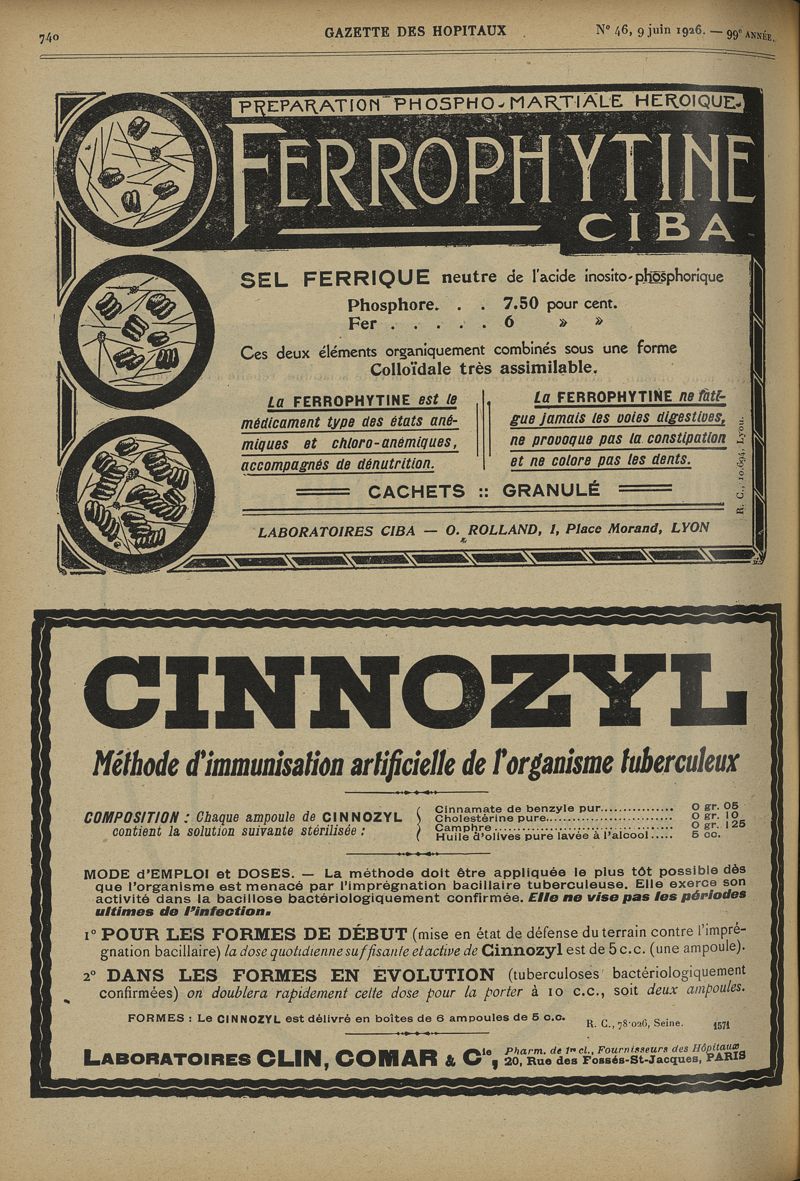 740
GAZETTE DES HOPITAUX
N° 46, 9 juin 1926. — 99e ANNÉE.
PREPARATION PHOSPHO-MARTIALE HEROIQUE
FERROPHYTINE
CIBA
SEL FERRIQUE neutre de l'acide inosito-phosphorique
Phosphore. . . 7.50 pour cent.
Fer . . . . . 6 » »
Ces deux éléments organiquement combinés sous une forme
Colloïdale très assimilable.
La FERROPHYTINE est le
médicament type des états ané-
miques et chloro-anémiques,
accompagnés de dénutrition.
La FERROPHYTINE ne fati-
gue jamais les voies digestives,
ne provoque pas la constipation
et ne colore pas les dents.
CACHETS :: GRANULÉ
R. C., 10.694, Lyon.
LABORATOIRES CIBA — O. ROLLAND, 1, Place Morand, LYON
CINNOZYL
Méthode d'immunisation artificielle de l'organisme tuberculeux
COMPOSITION : Chaque ampoule de CINNOZYL
contient la solution suivante stérilisée :
Cinnamate de benzyle pur............... 0 gr. 05
Cholestérine pure........................... 0 gr. 10
Camphre....................................... 0 gr. 125
Huile d'olives pure lavée à l'alcool..... 5 cc.
MODE d'EMPLOI et DOSES. — La méthode doit être appliquée le plus tôt possible dès
que l'organisme est menacé par l'imprégnation bacillaire tuberculeuse. Elle exerce son
activité dans la bacillose bactériologiquement confirmée. Elle ne vise pas les périodes
ultimes de l'infection.
1° POUR LES FORMES DE DÉBUT (mise en état de défense du terrain contre l'impré-
gnation bacillaire) la dose quotidienne suffisante et active de Cinnozyl est de 5 c.c. (une ampoule).
2° DANS LES FORMES EN ÉVOLUTION (tuberculoses bactériologiquement
confirmées) on doublera rapidement cette dose pour la porter à 10 c.c., soit deux ampoules.
FORMES : Le CINNOZYL est délivré en boîtes de 6 ampoules de 5 c.c.
R. C., 78-026, Seine. 1571
LABORATOIRES CLIN, COMAR & Cie, Pharm. de 1re cl., Fournisseurs des Hôpitaux
20, Rue des Fossés-St-Jacques, PARIS